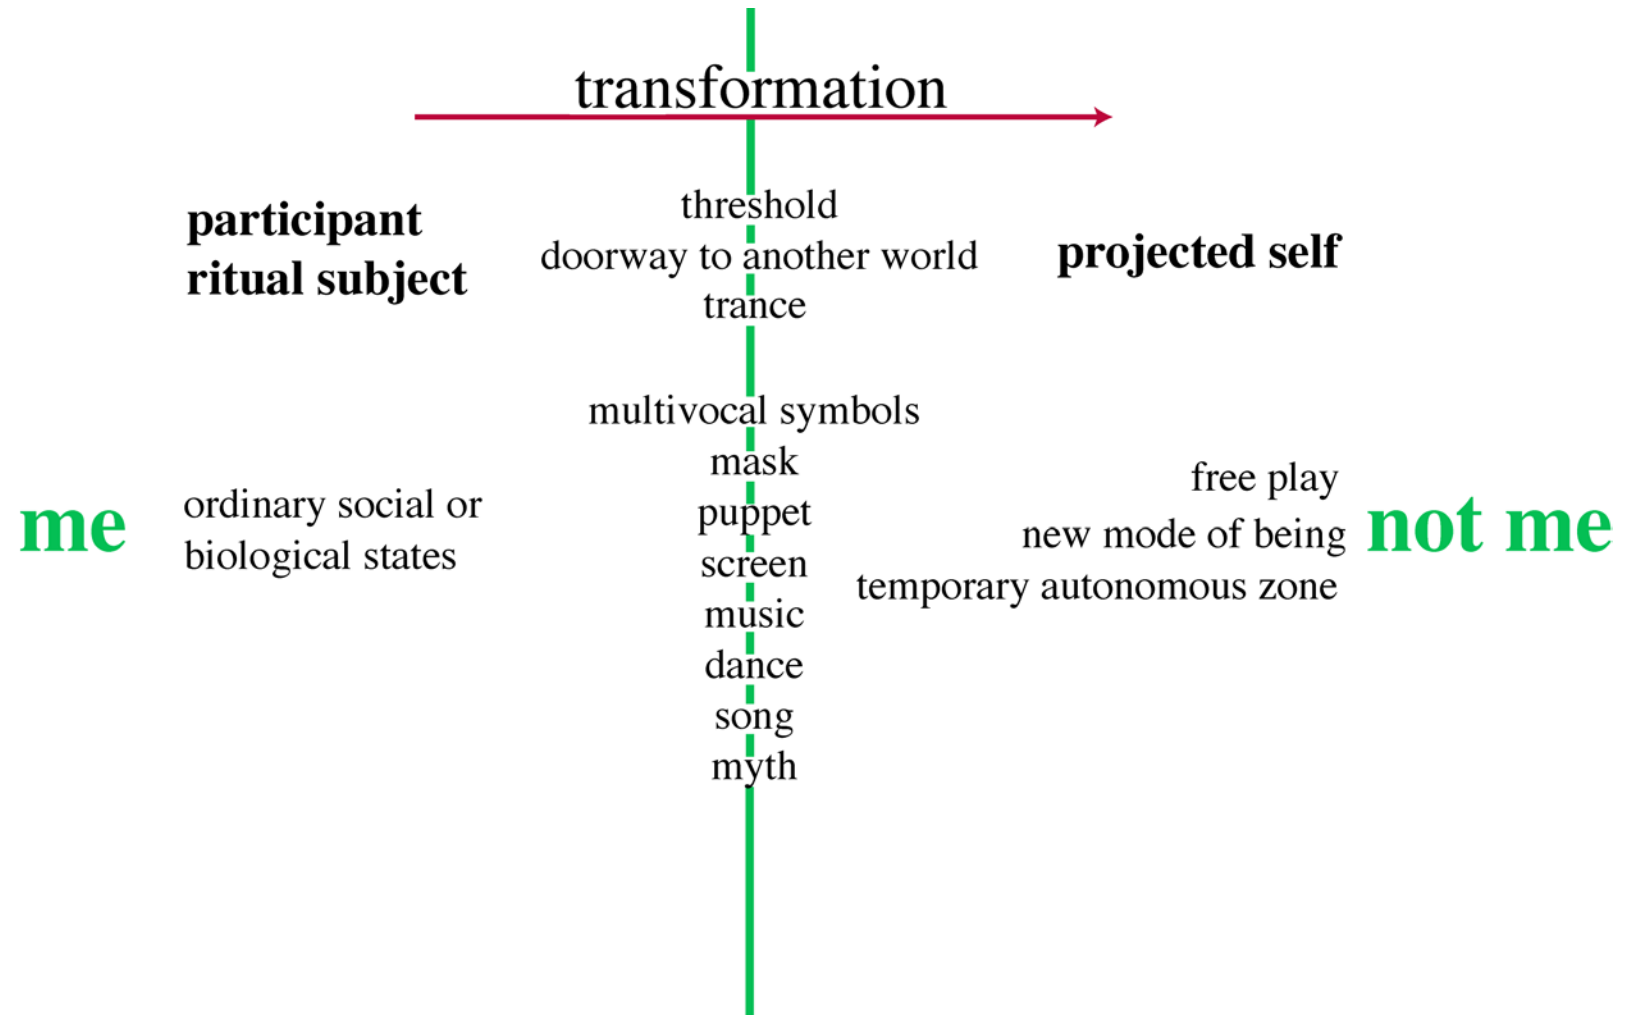 transformation
participant
ritual subject
threshold
doorway to another world
trance
projected self
me
ordinary social or
biological states
multivocal symbols
mask
puppet
screen
music
dance
song
myth
free play
new mode of being
temporary autonomous zone
not me